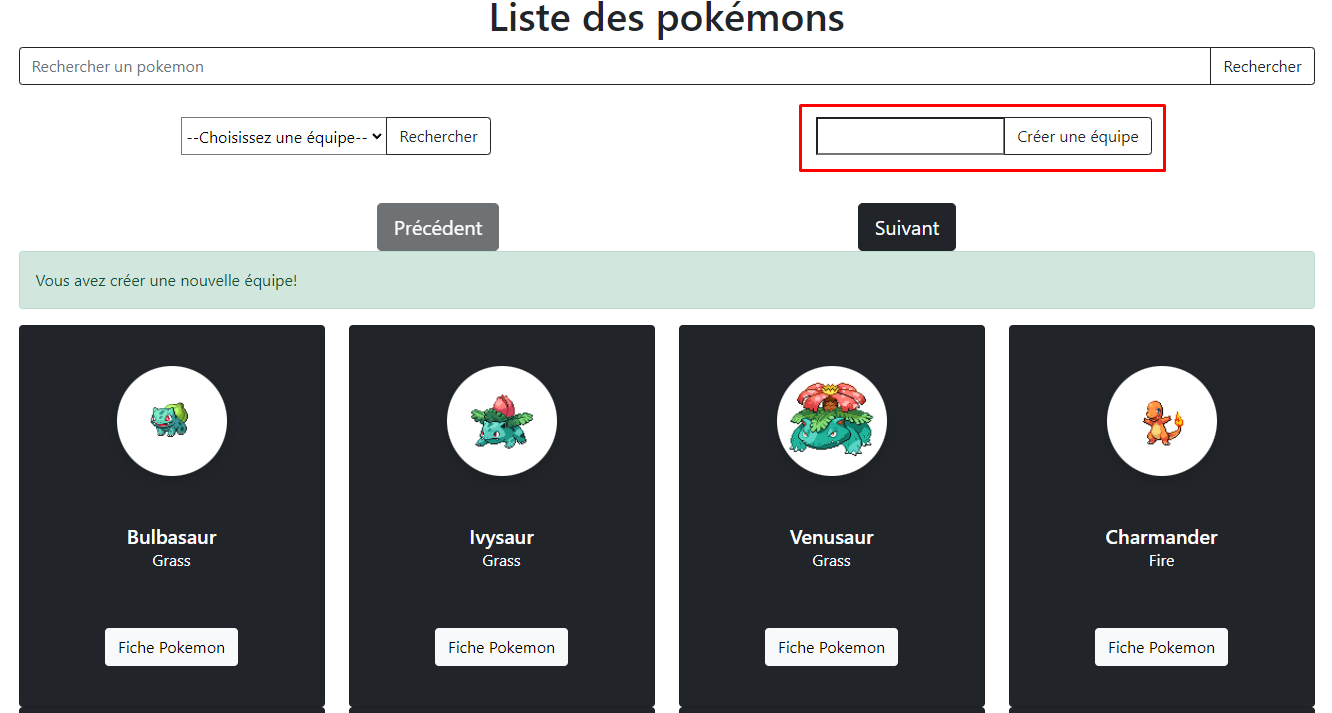 Liste des pokémons
Rechercher un pokemon
Rechercher
--Choisissez une équipe--
Rechercher
Créer une équipe
Précédent
Suivant
Vous avez créer une nouvelle équipe!
Bulbasaur
Grass
Fiche Pokemon
Ivysaur
Grass
Fiche Pokemon
Venusaur
Grass
Fiche Pokemon
Charmander
Fire
Fiche Pokemon